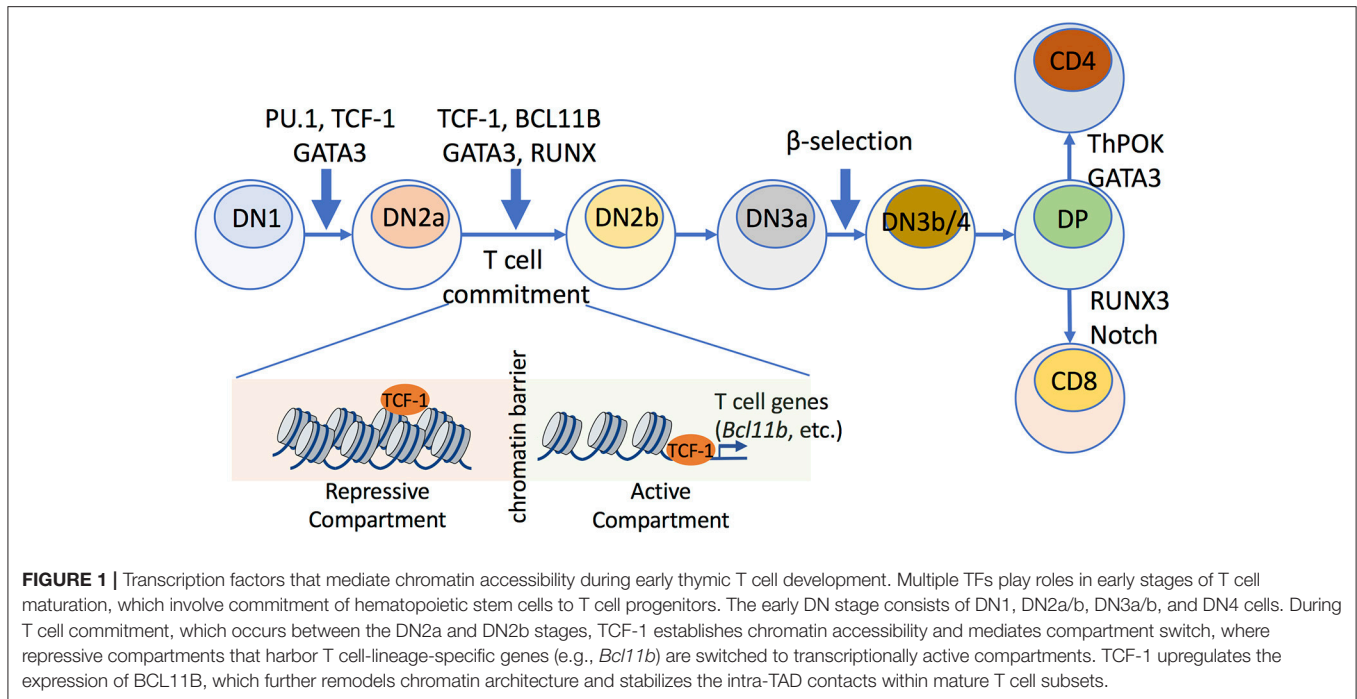 CD4
PU.1, TCF-1
GATA3
TCF-1, BCL11B
GATA3, RUNX
β-selection
ThPOK
GATA3
DN1
DN2a
DN2b
DN3a
DN3b/4
DP
T cell
commitment
RUNX3
Notch
CD8
TCF-1
chromatin barrier
T cell genes
(Bcl11b, etc.)
TCF-1
Repressive
Compartment
Active
Compartment
FIGURE 1 | Transcription factors that mediate chromatin accessibility during early thymic T cell development. Multiple TFs play roles in early stages of T cell
maturation, which involve commitment of hematopoietic stem cells to T cell progenitors. The early DN stage consists of DN1, DN2a/b, DN3a/b, and DN4 cells. During
T cell commitment, which occurs between the DN2a and DN2b stages, TCF-1 establishes chromatin accessibility and mediates compartment switch, where
repressive compartments that harbor T cell-lineage-specific genes (e.g., Bcl11b) are switched to transcriptionally active compartments. TCF-1 upregulates the
expression of BCL11B, which further remodels chromatin architecture and stabilizes the intra-TAD contacts within mature T cell subsets.